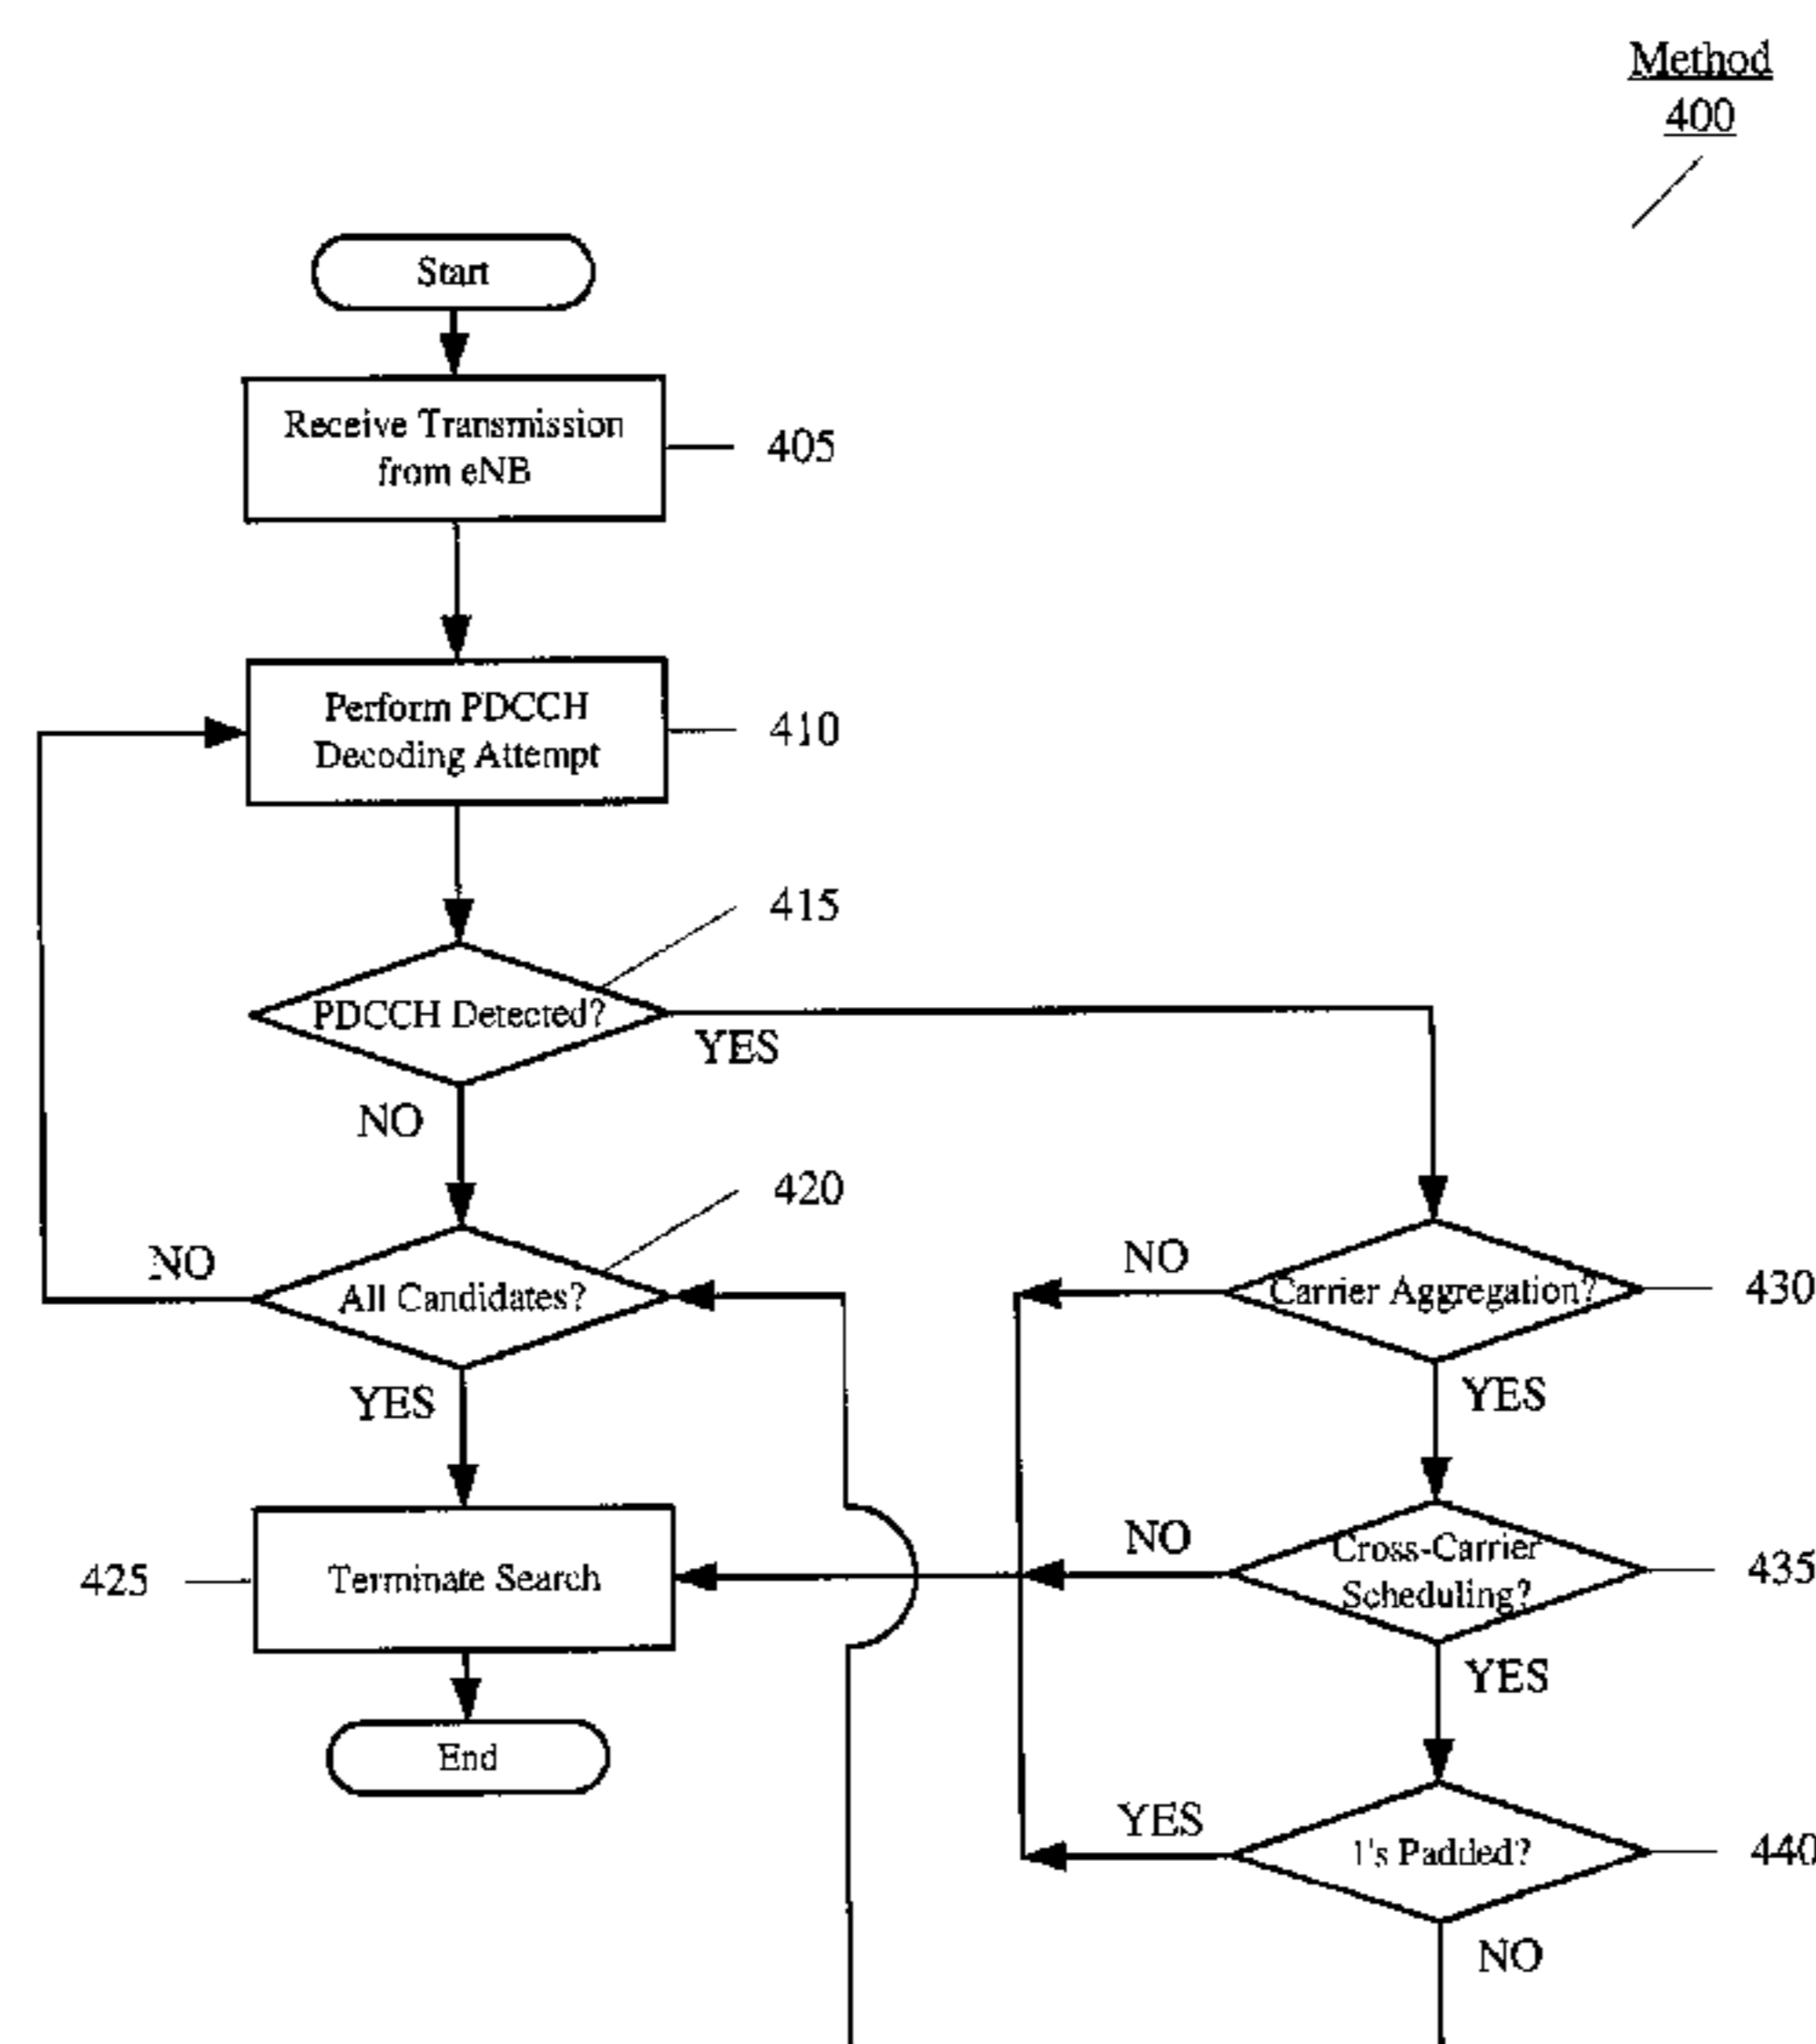 Method
400
Start
Receive Transmission
from eNB
405
Perform PDCCH
Decoding Attempt
410
415
PDCCH Detected?
YES
NO
420
NO
All Candidates?
NO
Carrier Aggregation?
430
YES
YES
425
Terminate Search
NO
Cross-Carrier
Scheduling?
435
YES
End
YES
1's Padded?
440
NO